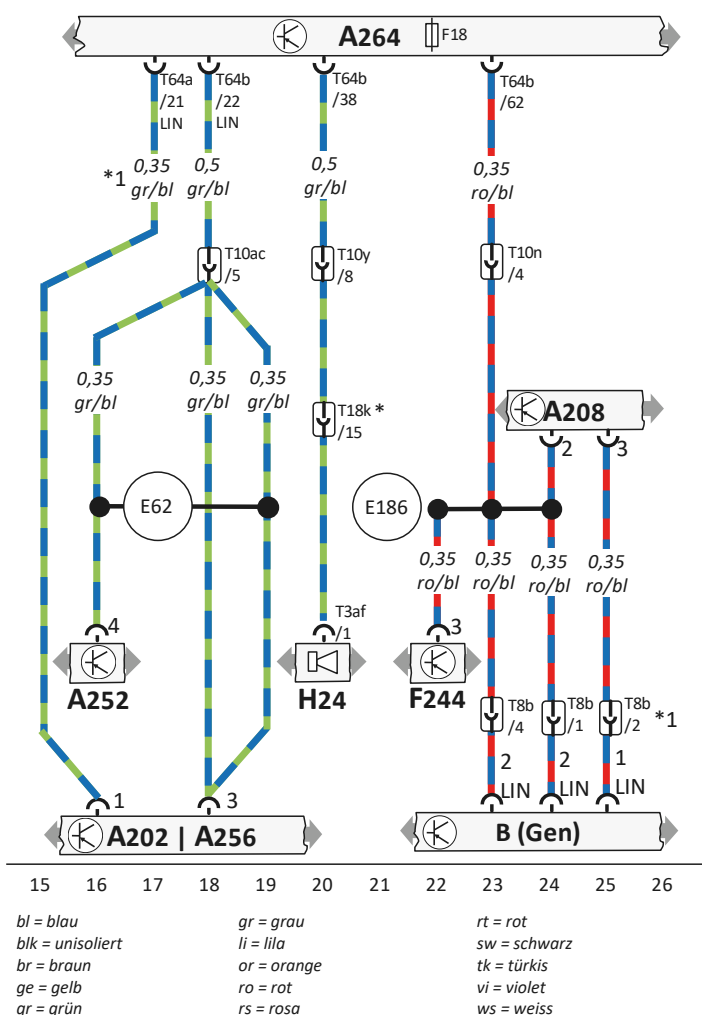 A264 F18
T64a T64b T64b T64b
/21 /22 /38 /62
LIN LIN
*1 0,35 0,5 0,5 0,35
gr/bl gr/bl gr/bl ro/bl
T10ac T10y T10n
/5 /8 /4
0,35 0,35 0,35
gr/bl gr/bl gr/bl
T18k *
/15
A208
2 3
E62 E186
0,35 0,35 0,35 0,35
ro/bl ro/bl ro/bl ro/bl
4 T3af
/1 3
A252 H24 F244
T8b T8b T8b
/4 /1 /2 *1
2 2 1
LIN LIN LIN
1 3
A202 | A256 B (Gen)
15 16 17 18 19 20 21 22 23 24 25 26
bl = blau gr = grau rt = rot
blk = unisoliert li = lila sw = schwarz
br = braun or = orange tk = türkis
ge = gelb ro = rot vi = violet
gr = grün rs = rosa ws = weiss